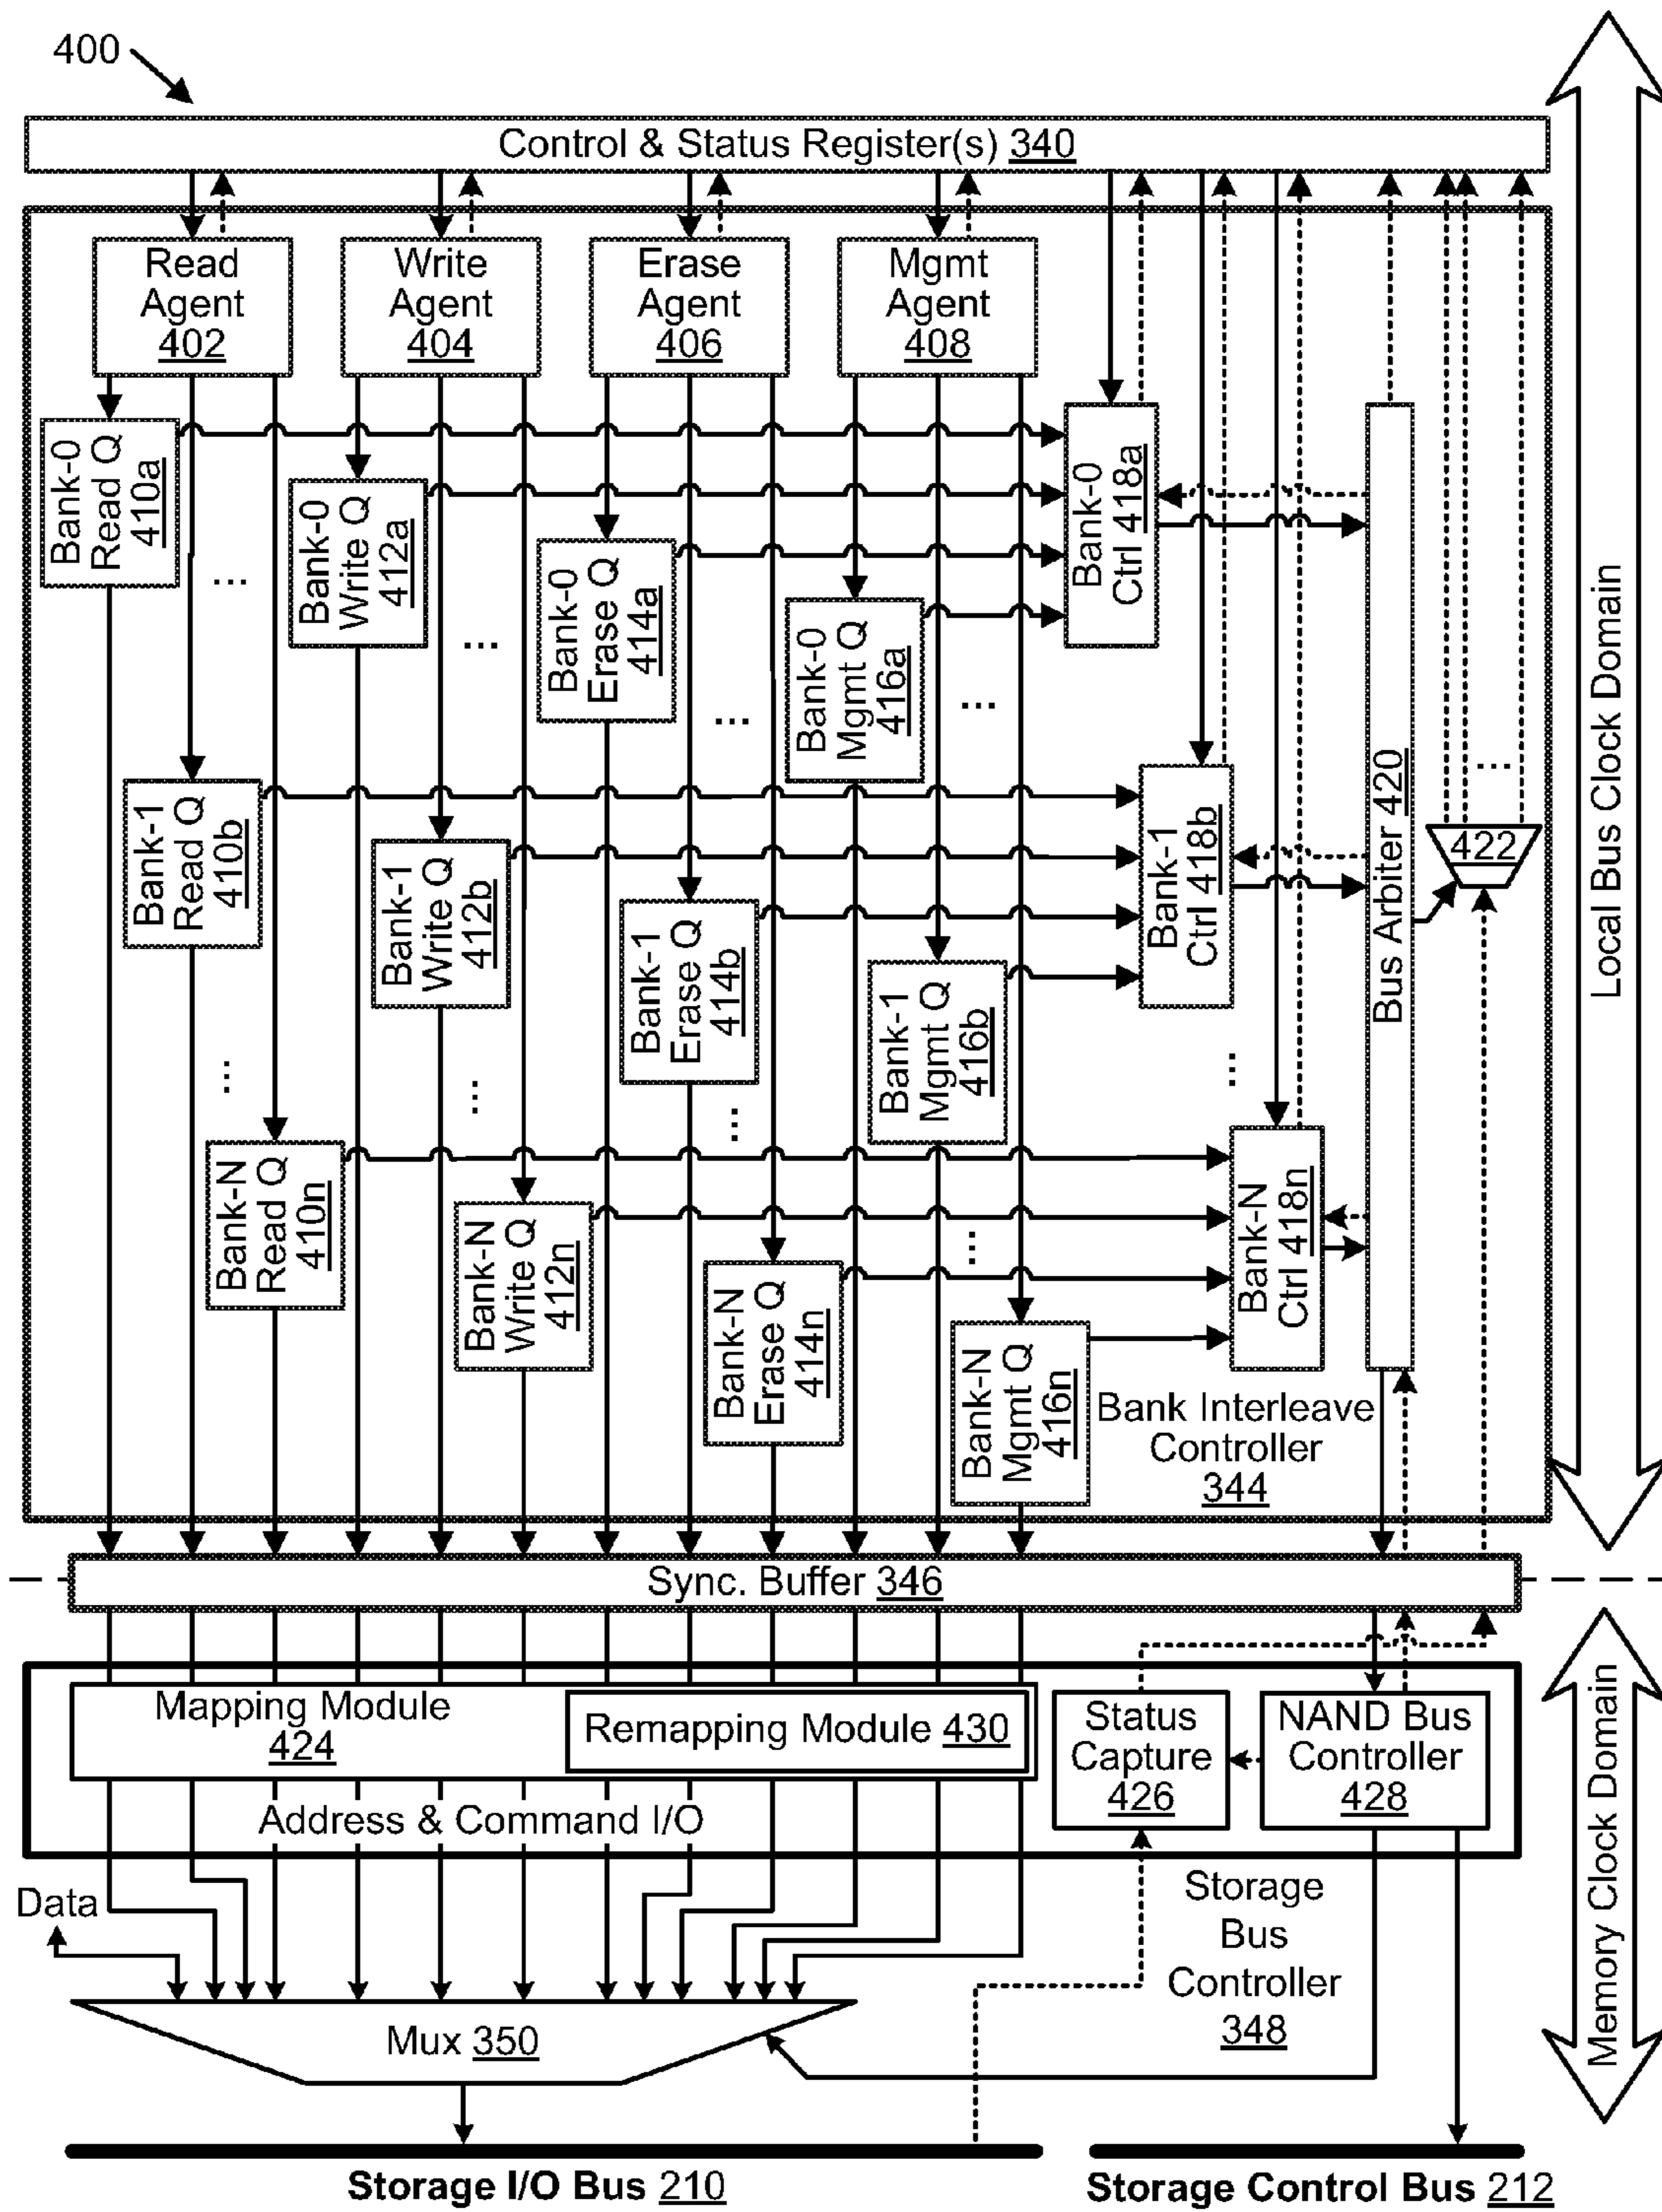 400
Control & Status Register(s) 340
Read
Agent
402
Write
Agent
404
Erase
Agent
406
Mgmt
Agent
408
Bank-0
Read Q
410a
Bank-0
Write Q
412a
Bank-0
Erase Q
414a
Bank-0
Mgmt Q
416a
Bank-0
Ctrl 418a
...
...
...
...
Bank-1
Read Q
410b
Bank-1
Write Q
412b
Bank-1
Erase Q
414b
Bank-1
Mgmt Q
416b
Bank-1
Ctrl 418b
Bus Arbiter 420
...
422
Local Bus Clock Domain
...
...
...
...
...
Bank-N
Read Q
410n
Bank-N
Write Q
412n
Bank-N
Erase Q
414n
Bank-N
Mgmt Q
416n
Bank-N
Ctrl 418n
Bank Interleave
Controller
344
Sync. Buffer 346
Mapping Module
424
Remapping Module 430
Status
Capture
426
NAND Bus
Controller
428
Address & Command I/O
Memory Clock Domain
Data
Storage
Bus
Controller
348
Mux 350
Storage I/O Bus 210
Storage Control Bus 212